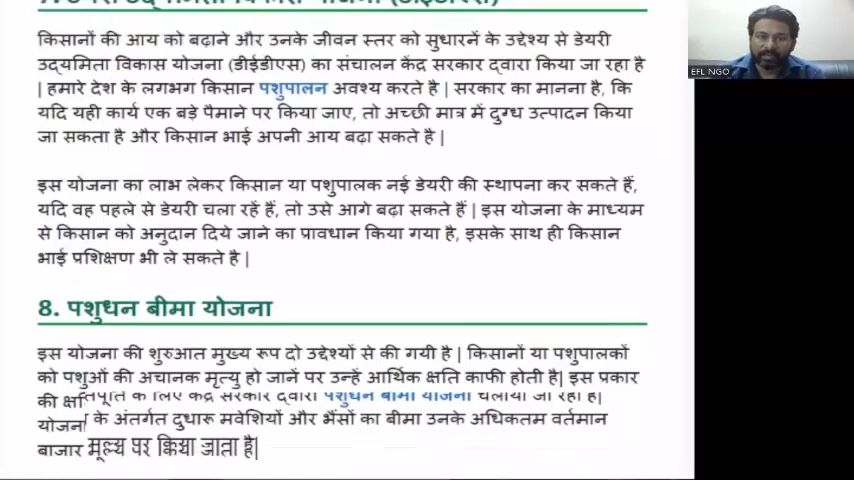 किसानों की आय को बढ़ाने और उनके जीवन स्तर को सुधारनें के उद्देश्य से डेयरी
उद्यमिता विकास योजना (डीईडीएस) का संचालन केंद्र सरकार द्वारा किया जा रहा है
| हमारे देश के लगभग किसान पशुपालन अवश्य करते है | सरकार का मानना है, कि
यदि यही कार्य एक बड़े पैमाने पर किया जाए, तो अच्छी मात्र में दुग्ध उत्पादन किया
जा सकता है और किसान भाई अपनी आय बढ़ा सकते है |
इस योजना का लाभ लेकर किसान या पशुपालक नई डेयरी की स्थापना कर सकते हैं,
यदि वह पहले से डेयरी चला रहें हैं, तो उसे आगे बढ़ा सकते हैं | इस योजना के माध्यम
से किसान को अनुदान दिये जाने का प्रावधान किया गया है, इसके साथ ही किसान
भाई प्रशिक्षण भी ले सकते है |
8. पशुधन बीमा योजना
इस योजना की शुरुआत मुख्य रूप दो उद्देश्यों से की गयी है | किसानों या पशुपालकों
को पशुओं की अचानक मृत्यु हो जानें पर उन्हें आर्थिक क्षति काफी होती है| इस प्रकार
की क्षतिपूर्ति के लिए केंद्र सरकार द्वारा पशुधन बीमा योजना चलायी जा रही है|
योजना के अंतर्गत दुधारू मवेशियों और भैंसों का बीमा उनके अधिकतम वर्तमान
बाजार मूल्य पर किया जाता है|
EFL NGO